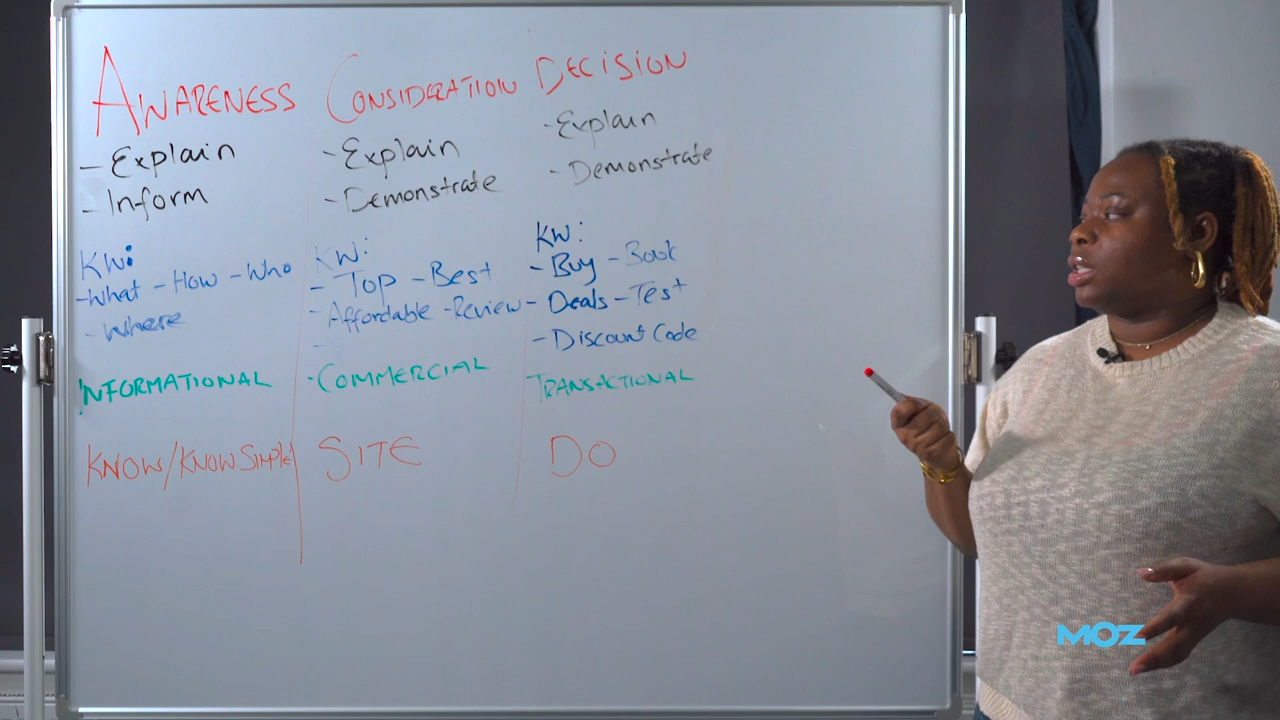 AWARENESS
- Explain
- Inform
KW:
- What - How - Who
- Where
INFORMATIONAL
KNOW/KNOW SIMPLE
CONSIDERATION
- Explain
- Demonstrate
KW:
- Top - Best
- Affordable - Review
-
· COMMERCIAL
SITE
DECISION
- Explain
- Demonstrate
KW:
- Buy - Book
- Deals - Test
- Discount Code
TRANSACTIONAL
DO
MOZ